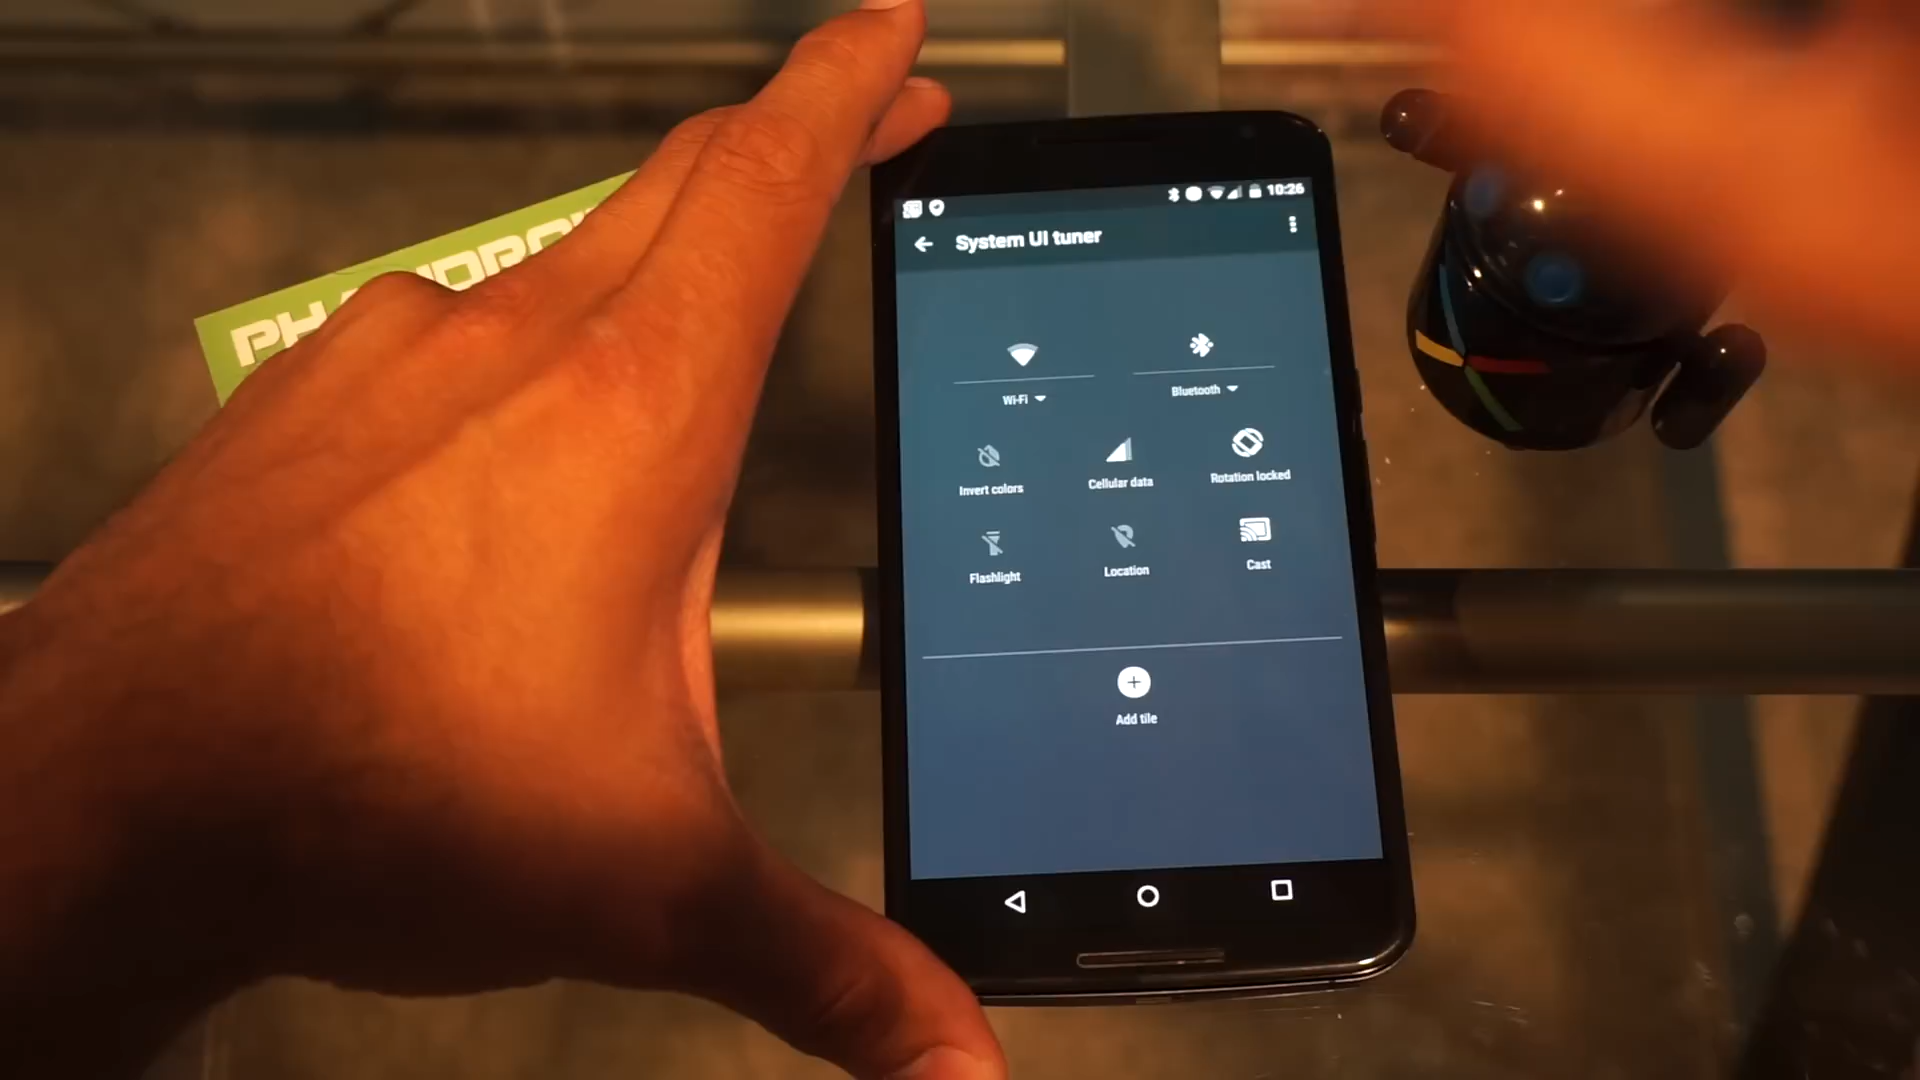 10:26
System UI tuner
Wi-Fi
Bluetooth
Invert colors
Cellular data
Rotation locked
Flashlight
Location
Cast
Add tile